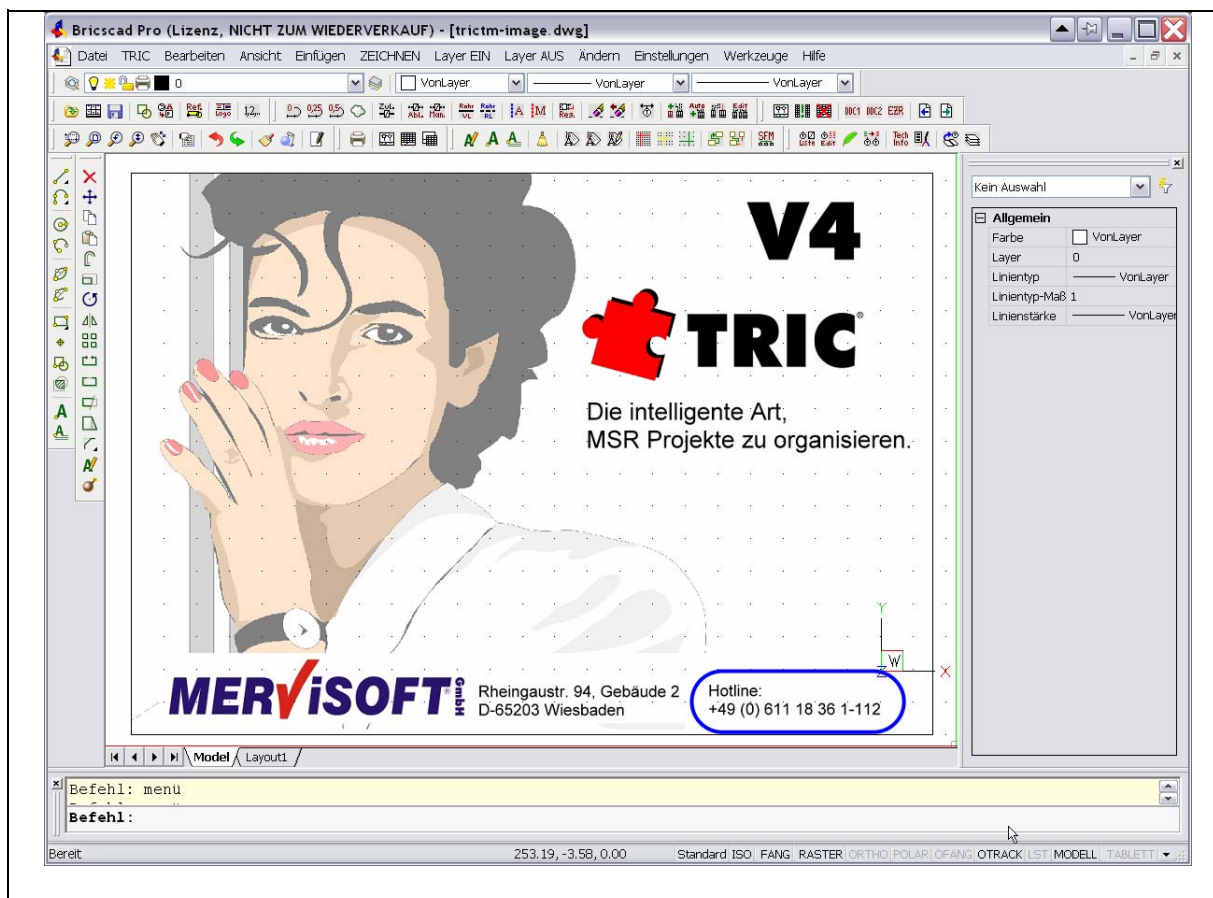 Bricscad Pro (Lizenz, NICHT ZUM WIEDERVERKAUF) - [trictm-image.dwg]
Datei TRIC Bearbeiten Ansicht Einfügen ZEICHNEN Layer EIN Layer AUS Ändern Einstellungen Werkzeuge Hilfe
0 VonLayer VonLayer VonLayer
Kein Auswahl
Allgemein
Farbe VonLayer
Layer 0
Linientyp VonLayer
Linientyp-Maß 1
Linienstärke VonLayer
V4
TRIC®
Die intelligente Art,
MSR Projekte zu organisieren.
Y
W
Z X
MERViSOFT GmbH
Rheingaustr. 94, Gebäude 2
D-65203 Wiesbaden
Hotline:
+49 (0) 611 18 36 1-112
Model Layout1
Befehl: menü
Befehl:
Bereit 253.19, -3.58, 0.00 Standard ISO FANG RASTER ORTHO POLAR OFANG OTRACK LST MODELL TABLETT